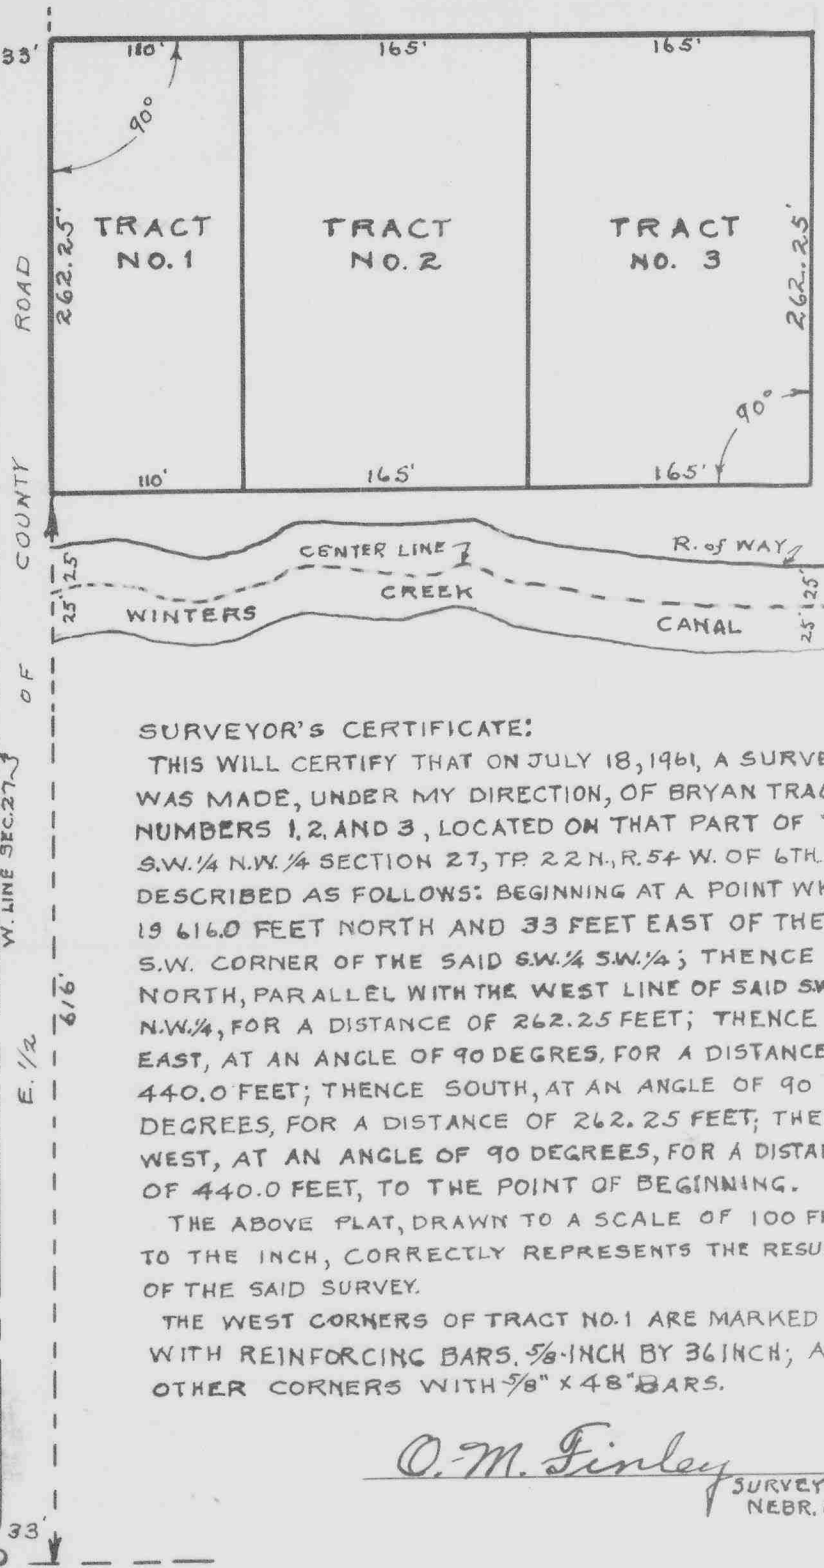 33'
110'
165'
165'
90°
TRACT
NO. 1
TRACT
NO. 2
TRACT
NO. 3
262.25'
262.25'
90°
110'
165'
165'
E. 1/2 OF COUNTY ROAD
W. LINE SEC. 27
CENTER LINE
R. of WAY
25' 25'
25' 25'
WINTERS
CREEK
CANAL
616'
SURVEYOR'S CERTIFICATE:
THIS WILL CERTIFY THAT ON JULY 18, 1961, A SURVE
WAS MADE, UNDER MY DIRECTION, OF BRYAN TRAC
NUMBERS 1, 2, AND 3, LOCATED ON THAT PART OF T
S.W. 1/4 N.W. 1/4 SECTION 27, TP. 22 N., R. 54 W. OF 6TH.
DESCRIBED AS FOLLOWS: BEGINNING AT A POINT WH
IS 616.0 FEET NORTH AND 33 FEET EAST OF THE
S.W. CORNER OF THE SAID S.W. 1/4 S.W. 1/4; THENCE
NORTH, PARALLEL WITH THE WEST LINE OF SAID S.W
N.W. 1/4, FOR A DISTANCE OF 262.25 FEET; THENCE
EAST, AT AN ANGLE OF 90 DEGRES, FOR A DISTANCE
440.0 FEET; THENCE SOUTH, AT AN ANGLE OF 90
DEGREES, FOR A DISTANCE OF 262.25 FEET; THE
WEST, AT AN ANGLE OF 90 DEGREES, FOR A DISTAN
OF 440.0 FEET, TO THE POINT OF BEGINNING.
THE ABOVE PLAT, DRAWN TO A SCALE OF 100 FE
TO THE INCH, CORRECTLY REPRESENTS THE RESU
OF THE SAID SURVEY.
THE WEST CORNERS OF TRACT NO. 1 ARE MARKED
WITH REINFORCING BARS, 5/8-INCH BY 36 INCH; A
OTHER CORNERS WITH 5/8" X 48" BARS.
O. M. Finley
SURVEY
NEBR.
33'